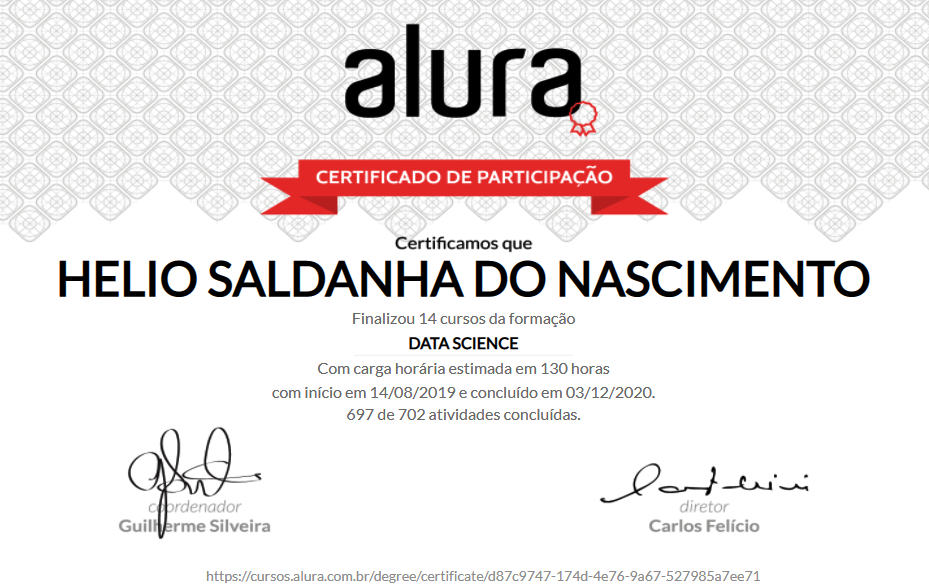 alura
CERTIFICADO DE PARTICIPAÇÃO
Certificamos que
HELIO SALDANHA DO NASCIMENTO
Finalizou 14 cursos da formação
DATA SCIENCE
Com carga horária estimada em 130 horas
com início em 14/08/2019 e concluído em 03/12/2020.
697 de 702 atividades concluídas.
coordenador
Guilherme Silveira
diretor
Carlos Felício
https://cursos.alura.com.br/degree/certificate/d87c9747-174d-4e76-9a67-527985a7ee71